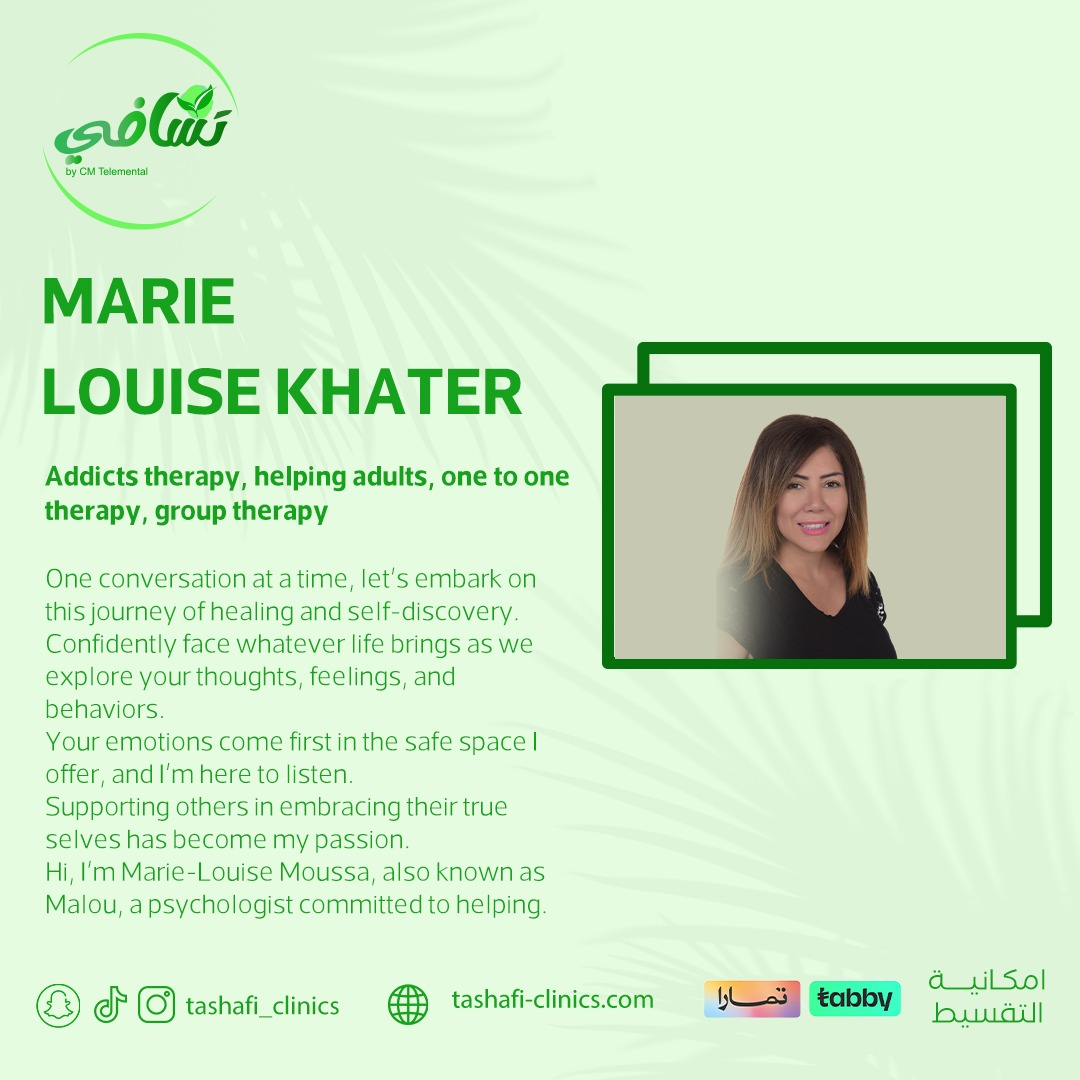 تشافي
by CM Telemental
MARIE
LOUISE KHATER
Addicts therapy, helping adults, one to one
therapy, group therapy
One conversation at a time, let's embark on
this journey of healing and self-discovery.
Confidently face whatever life brings as we
explore your thoughts, feelings, and
behaviors.
Your emotions come first in the safe space I
offer, and I'm here to listen.
Supporting others in embracing their true
selves has become my passion.
Hi, I'm Marie-Louise Moussa, also known as
Malou, a psychologist committed to helping.
tashafi_clinics
tashafi-clinics.com
تمارا
tabby
امكانيـــة
التقسيط